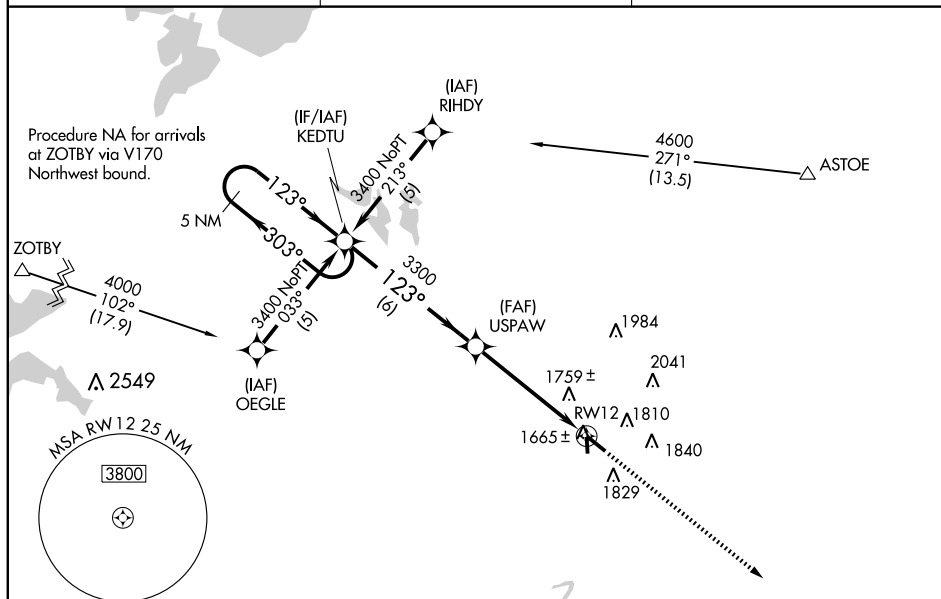 (IAF)
RIHDY
(IF/IAF)
KEDTU
Procedure NA for arrivals
at ZOTBY via V170
Northwest bound.
4600
271°
(13.5)
ASTOE
3400 NoPT
213°
(5)
123°
5 NM
303°
ZOTBY
4000
102°
(17.9)
3400 NoPT
033°
(5)
3300
123°
(6)
(FAF)
USPAW
(IAF)
OEGLE
1984
2041
2549
1759 ±
RW12
1810
1665 ±
1840
1829
MSA RW12 25 NM
3800